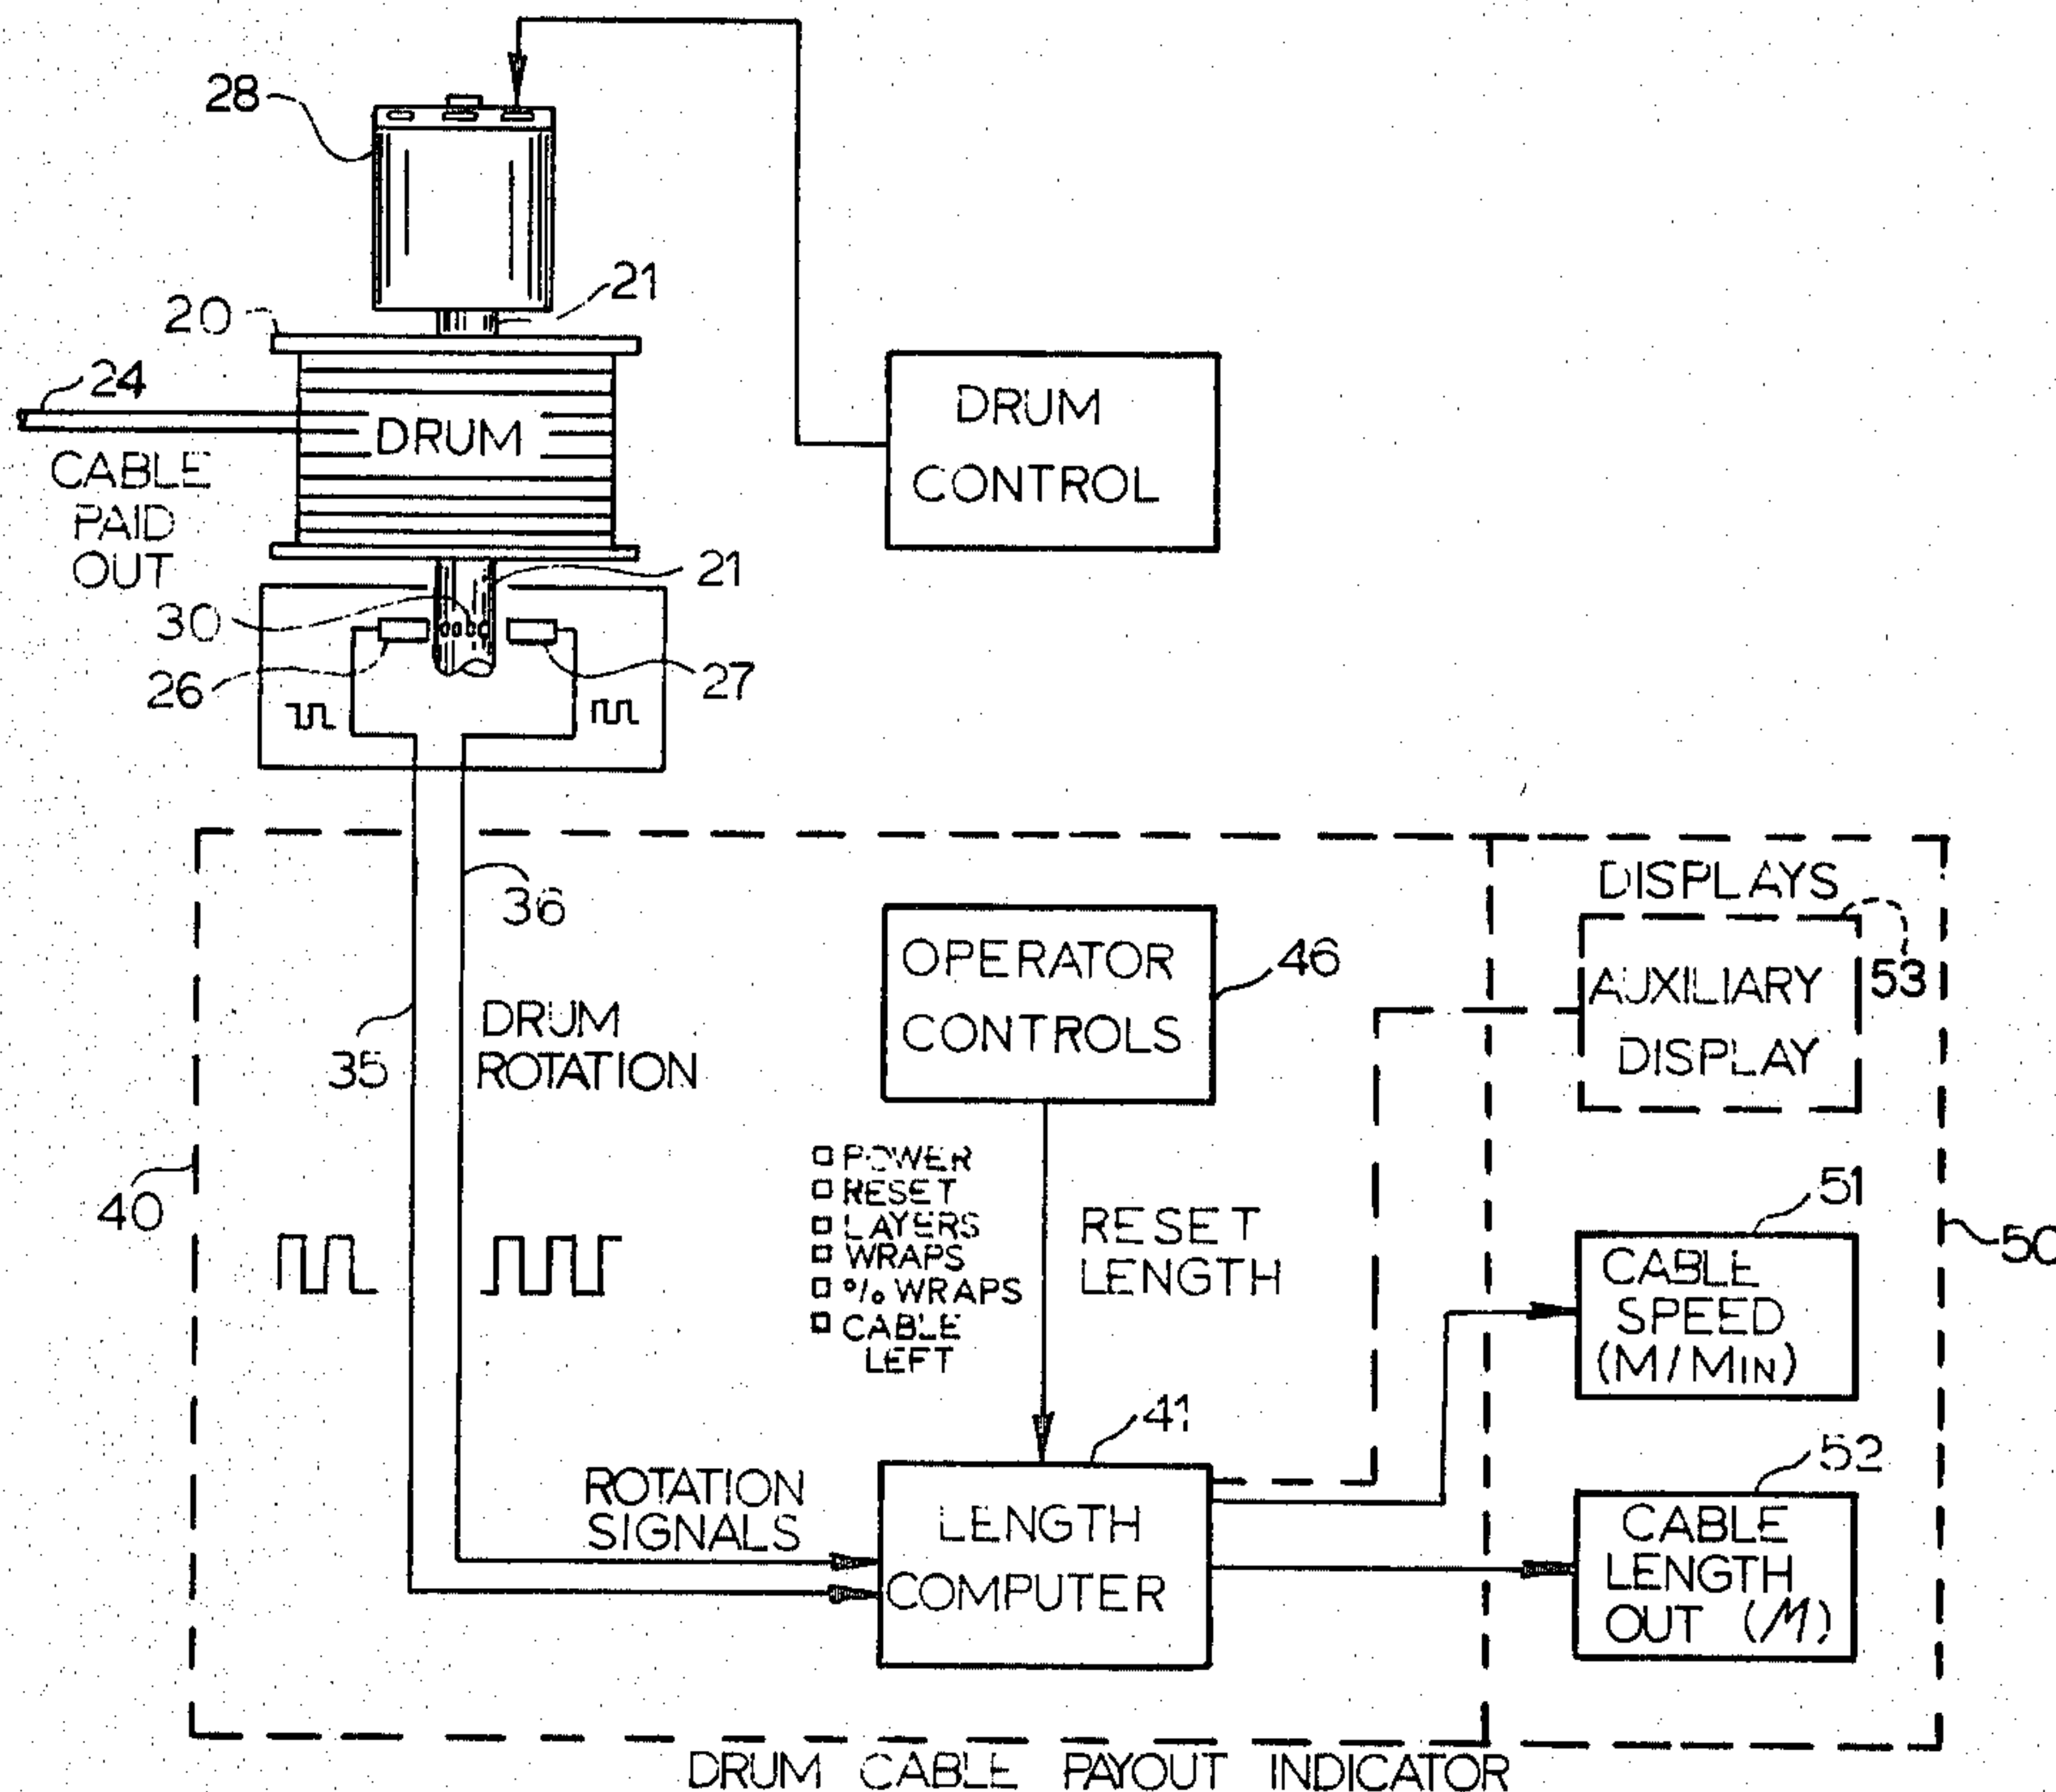 28
21
20
24
DRUM
CABLE
PAID
OUT
DRUM
CONTROL
21
30
26
27
36
DISPLAYS
53
AUXILIARY
DISPLAY
OPERATOR
CONTROLS
46
35
DRUM
ROTATION
40
POWER
RESET
LAYERS
WRAPS
% WRAPS
CABLE
LEFT
RESET
LENGTH
51
50
CABLE
SPEED
(M/MIN)
41
ROTATION
SIGNALS
LENGTH
COMPUTER
52
CABLE
LENGTH
OUT (M)
DRUM CABLE PAYOUT INDICATOR